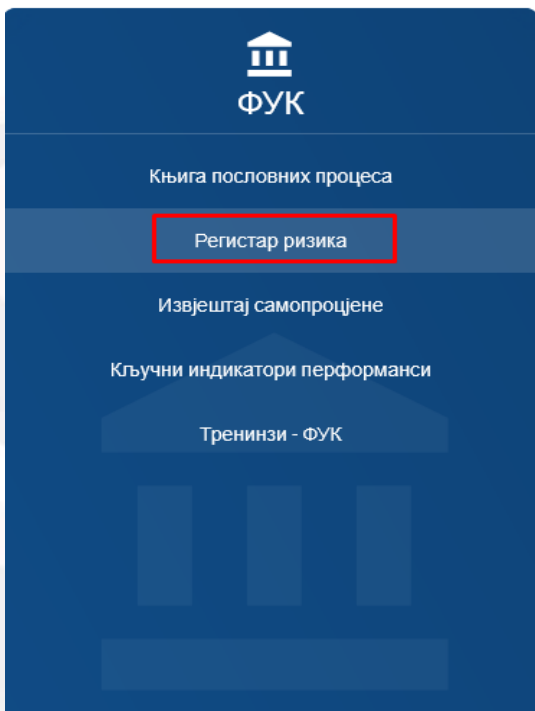 ФУК
Књига пословних процеса
Регистар ризика
Извјештај самопроцјене
Кључни индикатори перформанси
Тренинзи - ФУК